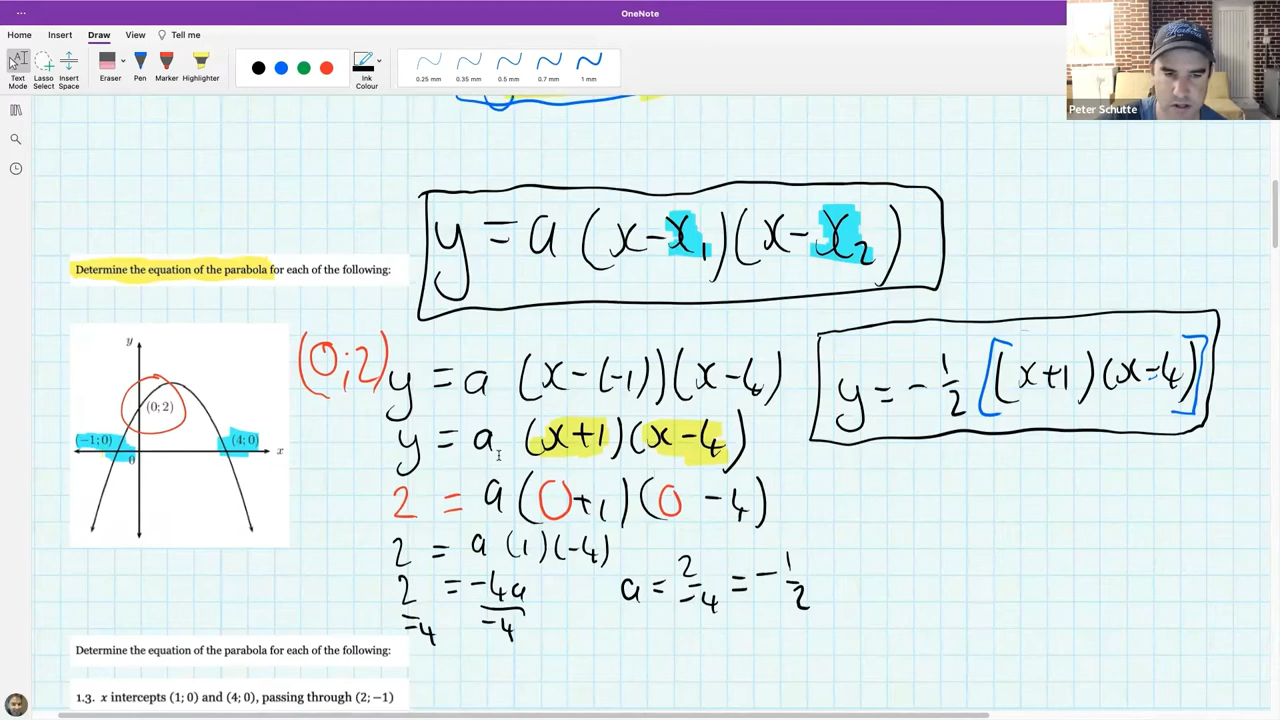 OneNote
Home Insert Draw View Tell me
Text Mode
Lasso Select
Insert Space
Eraser
Pen
Marker
Highlighter
Colour
0.25 mm
0.35 mm
0.5 mm
0.7 mm
1 mm
Peter Schutte
y = a (x-x₁)(x-x₂)
Determine the equation of the parabola for each of the following:
y
(0; 2)
(−1; 0)
(4; 0)
x
0
(0;2)
y = a (x-(-1))(x-4)
y = a (x+1)(x-4)
2 = a(0+1)(0-4)
2 = a (1)(-4)
2/-4 = -4a/-4
a = 2/-4 = -1/2
y = -1/2 [(x+1)(x-4)]
Determine the equation of the parabola for each of the following:
1.3. x intercepts (1; 0) and (4; 0), passing through (2; −1)